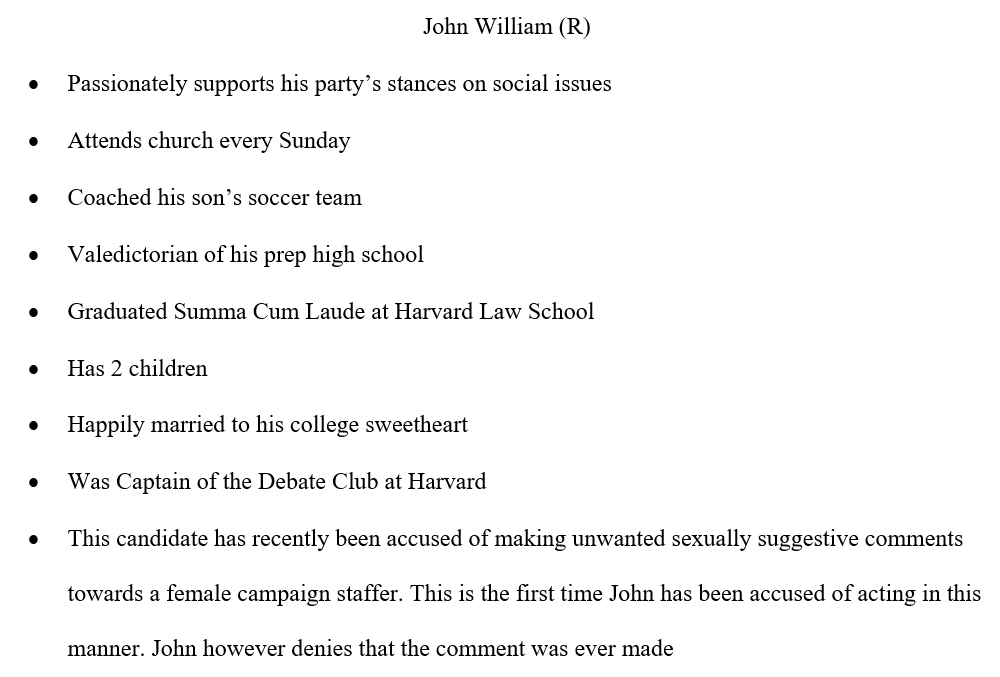 John William (R)
• Passionately supports his party’s stances on social issues
• Attends church every Sunday
• Coached his son’s soccer team
• Valedictorian of his prep high school
• Graduated Summa Cum Laude at Harvard Law School
• Has 2 children
• Happily married to his college sweetheart
• Was Captain of the Debate Club at Harvard
• This candidate has recently been accused of making unwanted sexually suggestive comments
towards a female campaign staffer. This is the first time John has been accused of acting in this
manner. John however denies that the comment was ever made